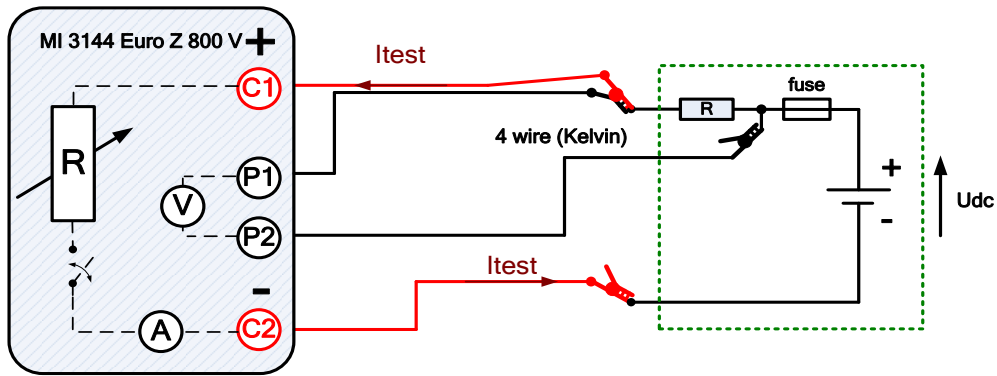 MI 3144 Euro Z 800 V +
Itest
C1
fuse
R
4 wire (Kelvin)
R
P1
V
+
Udc
P2
-
Itest
-
A
C2